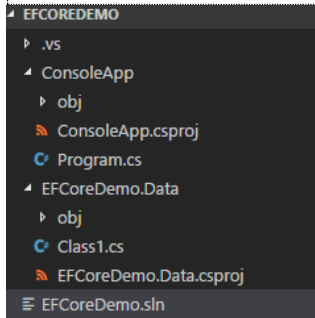 EFCOREDEMO
.vs
ConsoleApp
obj
ConsoleApp.csproj
C# Program.cs
EFCoreDemo.Data
obj
C# Class1.cs
EFCoreDemo.Data.csproj
EFCoreDemo.sln